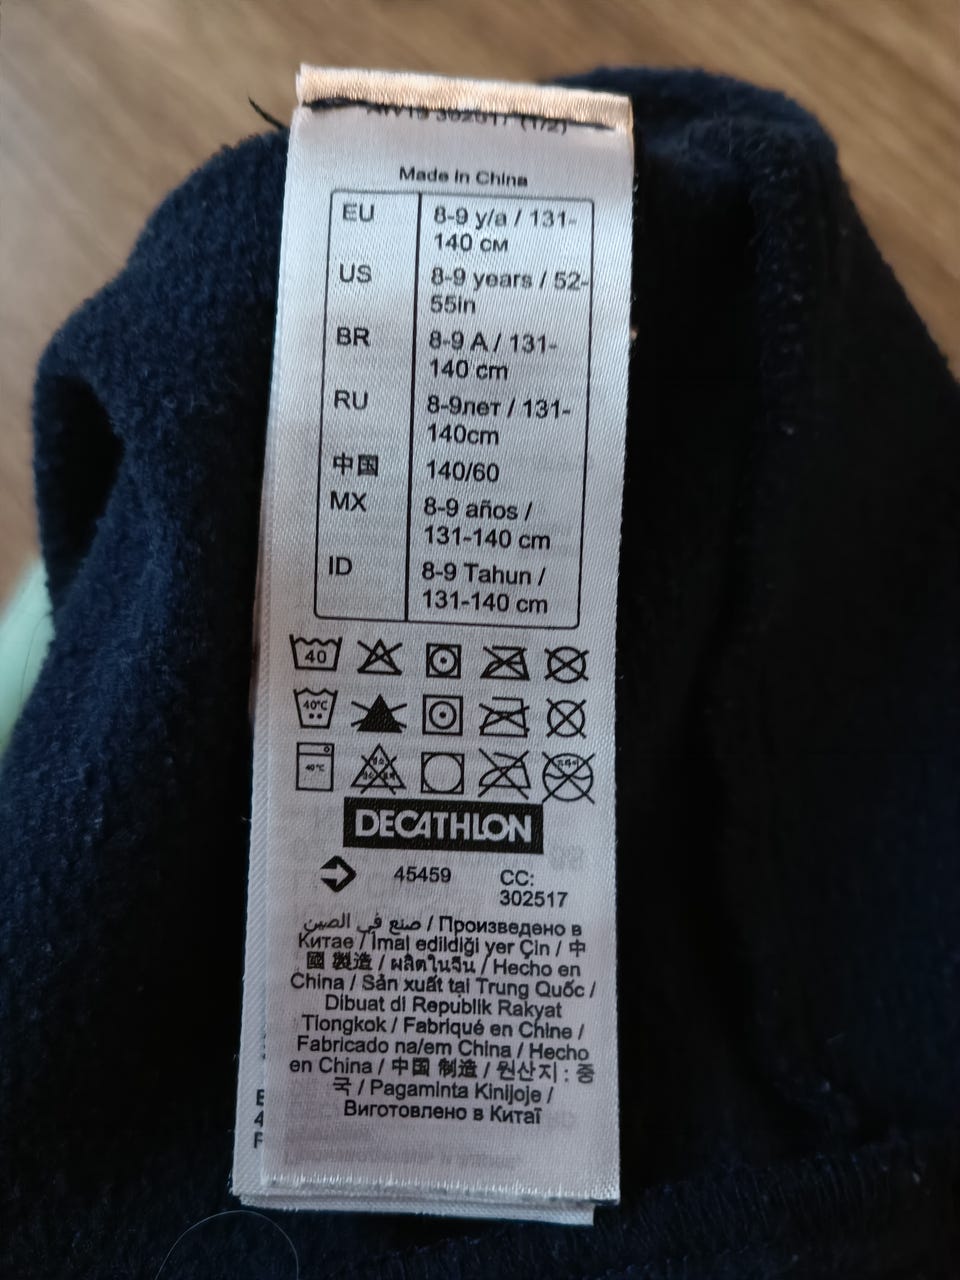 Made in China
EU 8-9 y/a / 131-
140 см
US 8-9 years / 52-
55in
BR 8-9 A / 131-
140 cm
RU 8-9лет / 131-
140cm
中国 140/60
MX 8-9 años /
131-140 cm
ID 8-9 Tahun /
131-140 cm
40
40°C
40°C
DECATHLON
45459 CC:
302517
صنع في الصين / Произведено в
Китае / İmal edildiği yer Çin / 中
國 製造 / ผลิตในจีน / Hecho en
China / Sản xuất tại Trung Quốc /
Dibuat di Republik Rakyat
Tiongkok / Fabriqué en Chine /
Fabricado na/em China / Hecho
en China / 中国 制造 / 원산지 : 중
국 / Pagaminta Kinijoje /
Виготовлено в Китаї